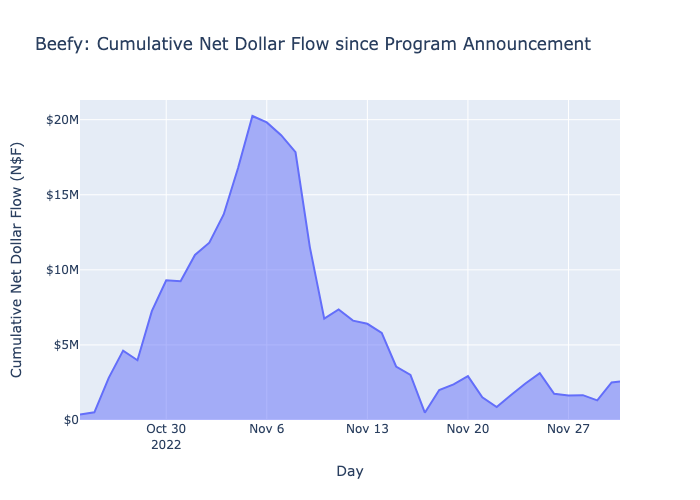 Beefy: Cumulative Net Dollar Flow since Program Announcement
Cumulative Net Dollar Flow (N$F)
$20M
$15M
$10M
$5M
$0
Oct 30
2022
Nov 6
Nov 13
Nov 20
Nov 27
Day